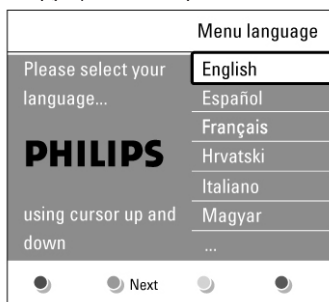 Menu language
Please select your
language...
PHILIPS
using cursor up and
down
English
Español
Français
Hrvatski
Italiano
Magyar
...
Next